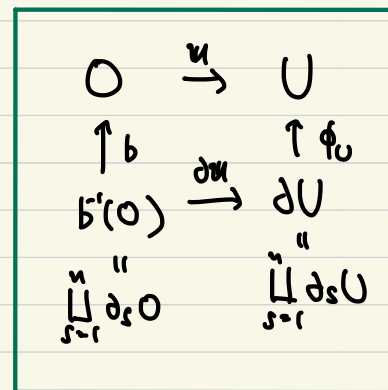 O —x→ U
↑ b ↑ ϕ_U
b⁻¹(O) —∂x→ ∂U
|| ||
∐_{s=1}^{n} ∂_s O ∐_{s=1}^{n} ∂_s U